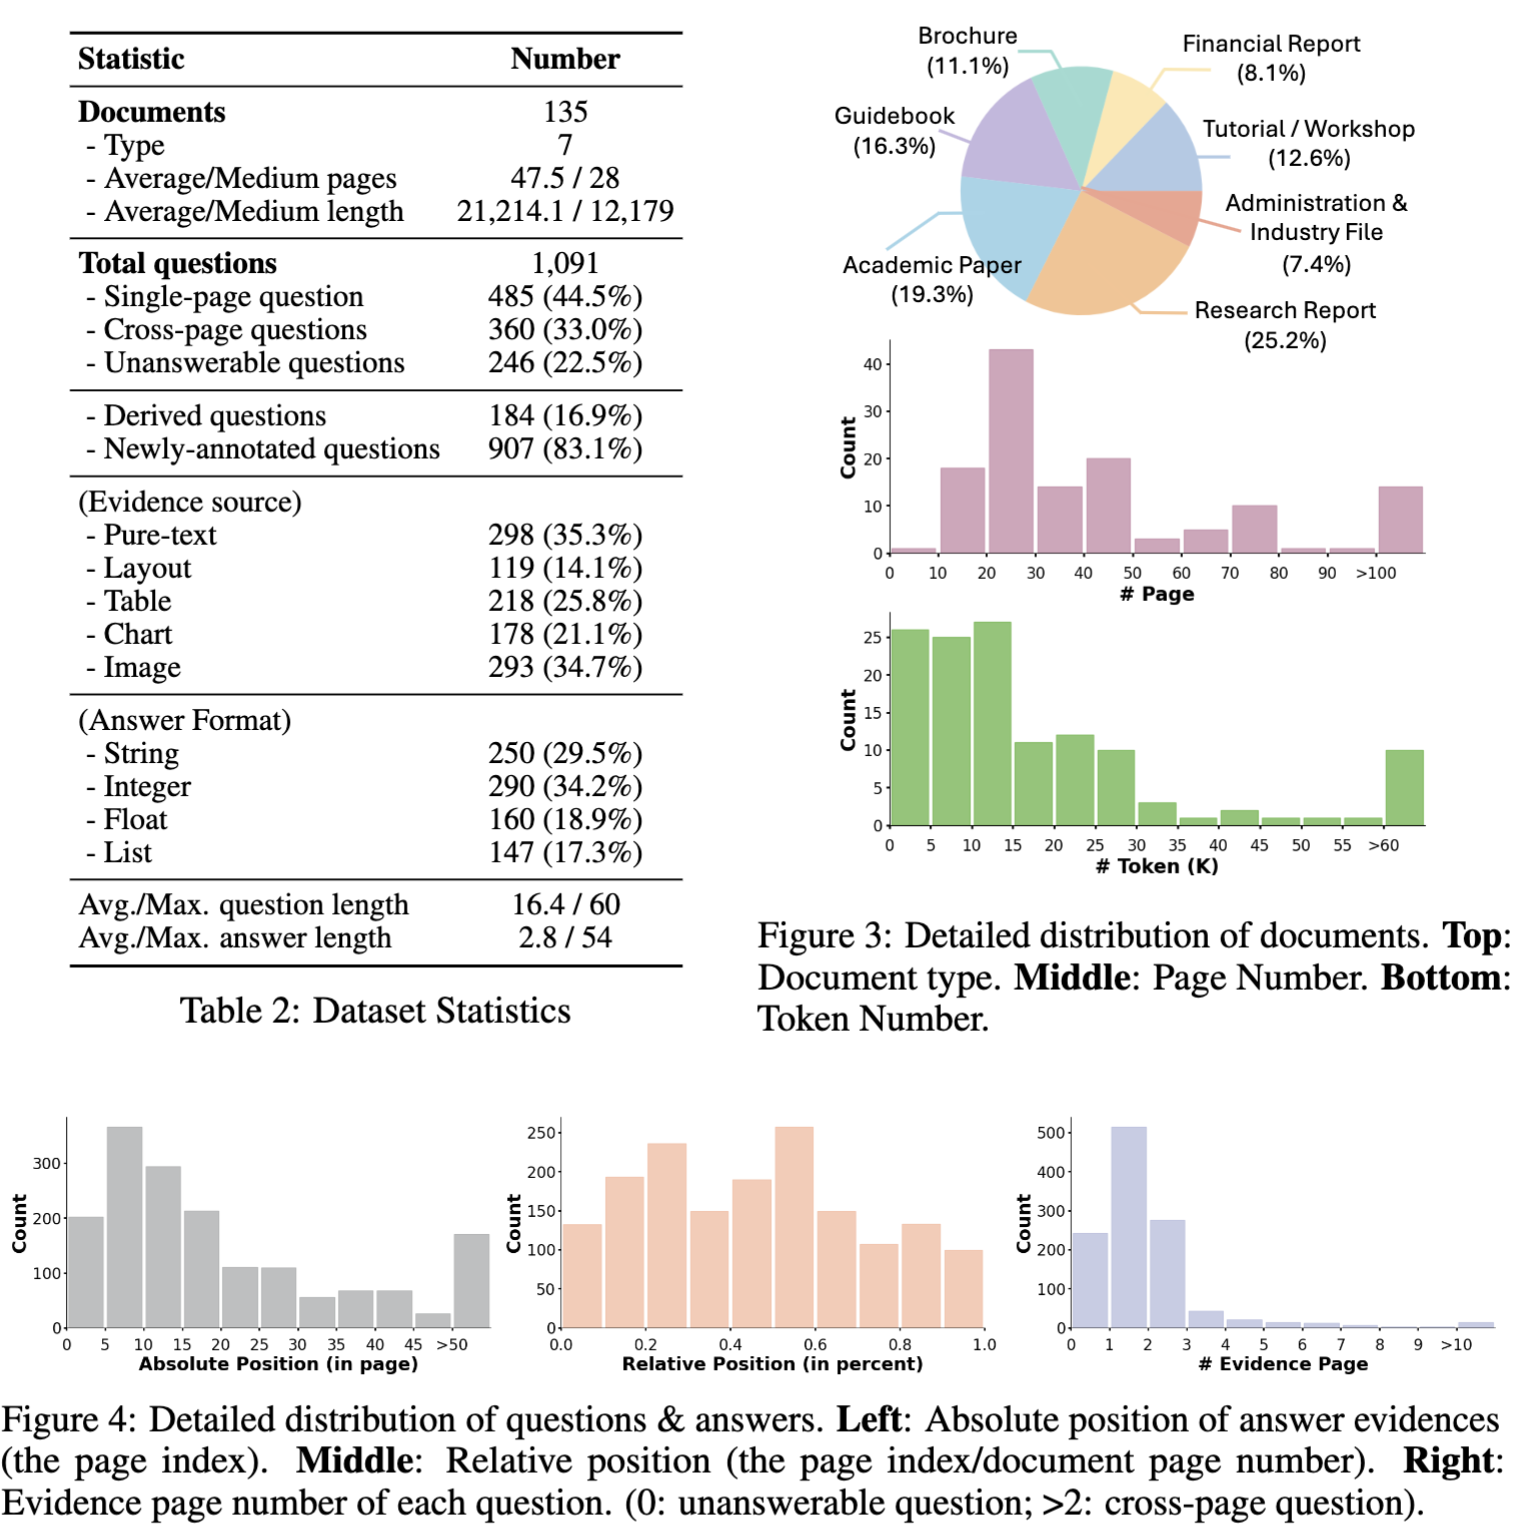 Statistic Number
Documents 135
- Type 7
- Average/Medium pages 47.5 / 28
- Average/Medium length 21,214.1 / 12,179
Total questions 1,091
- Single-page question 485 (44.5%)
- Cross-page questions 360 (33.0%)
- Unanswerable questions 246 (22.5%)
- Derived questions 184 (16.9%)
- Newly-annotated questions 907 (83.1%)
(Evidence source)
- Pure-text 298 (35.3%)
- Layout 119 (14.1%)
- Table 218 (25.8%)
- Chart 178 (21.1%)
- Image 293 (34.7%)
(Answer Format)
- String 250 (29.5%)
- Integer 290 (34.2%)
- Float 160 (18.9%)
- List 147 (17.3%)
Avg./Max. question length 16.4 / 60
Avg./Max. answer length 2.8 / 54
Table 2: Dataset Statistics
Brochure
(11.1%)
Financial Report
(8.1%)
Guidebook
(16.3%)
Tutorial / Workshop
(12.6%)
Administration &
Industry File
(7.4%)
Academic Paper
(19.3%)
Research Report
(25.2%)
40
30
20
10
0
Count
0 10 20 30 40 50 60 70 80 90 >100
# Page
25
20
15
10
5
0
Count
0 5 10 15 20 25 30 35 40 45 50 55 >60
# Token (K)
Figure 3: Detailed distribution of documents. Top:
Document type. Middle: Page Number. Bottom:
Token Number.
300
200
100
0
Count
0 5 10 15 20 25 30 35 40 45 >50
Absolute Position (in page)
250
200
150
100
50
0
Count
0.0 0.2 0.4 0.6 0.8 1.0
Relative Position (in percent)
500
400
300
200
100
0
Count
0 1 2 3 4 5 6 7 8 9 >10
# Evidence Page
Figure 4: Detailed distribution of questions & answers. Left: Absolute position of answer evidences
(the page index). Middle: Relative position (the page index/document page number). Right:
Evidence page number of each question. (0: unanswerable question; >2: cross-page question).